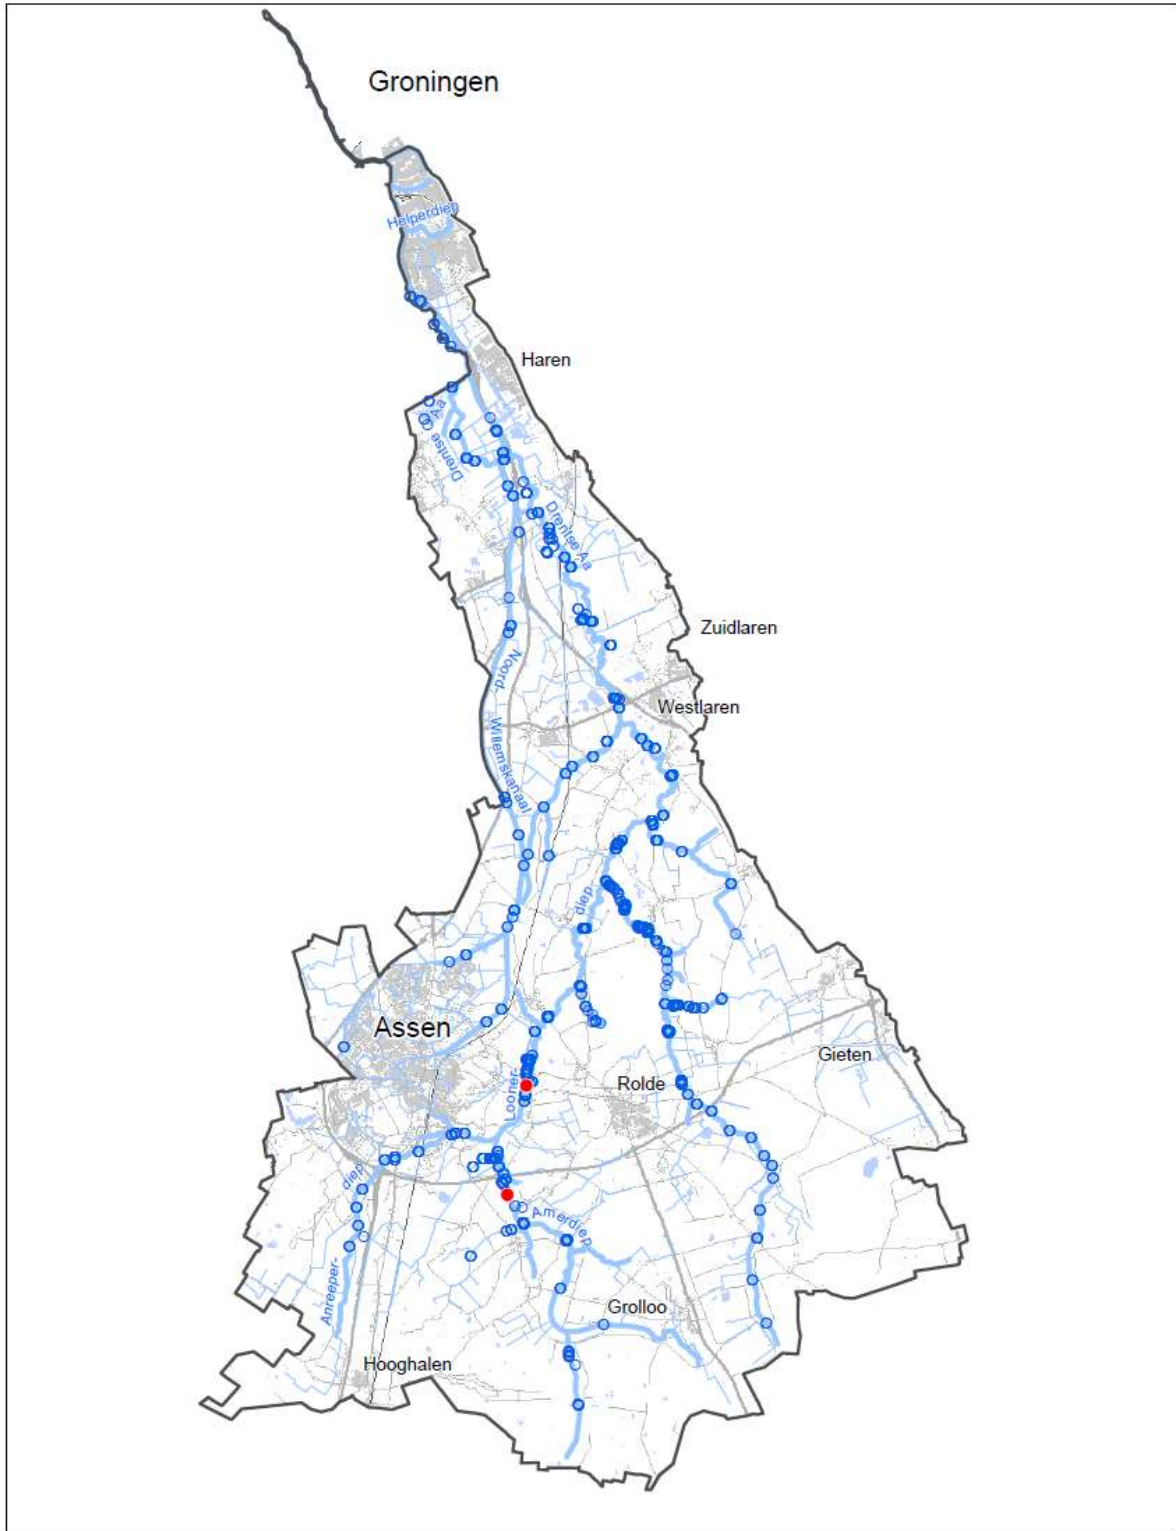 Groningen
Helperdiep
Haren
Drentse Aa
Drentse Aa
Zuidlaren
Noord-
Westlaren
Willemskanaal
diep
Assen
Gieten
Rolde
Looner-
diep
Amerdiep
Anreeper-
Grolloo
Hooghalen